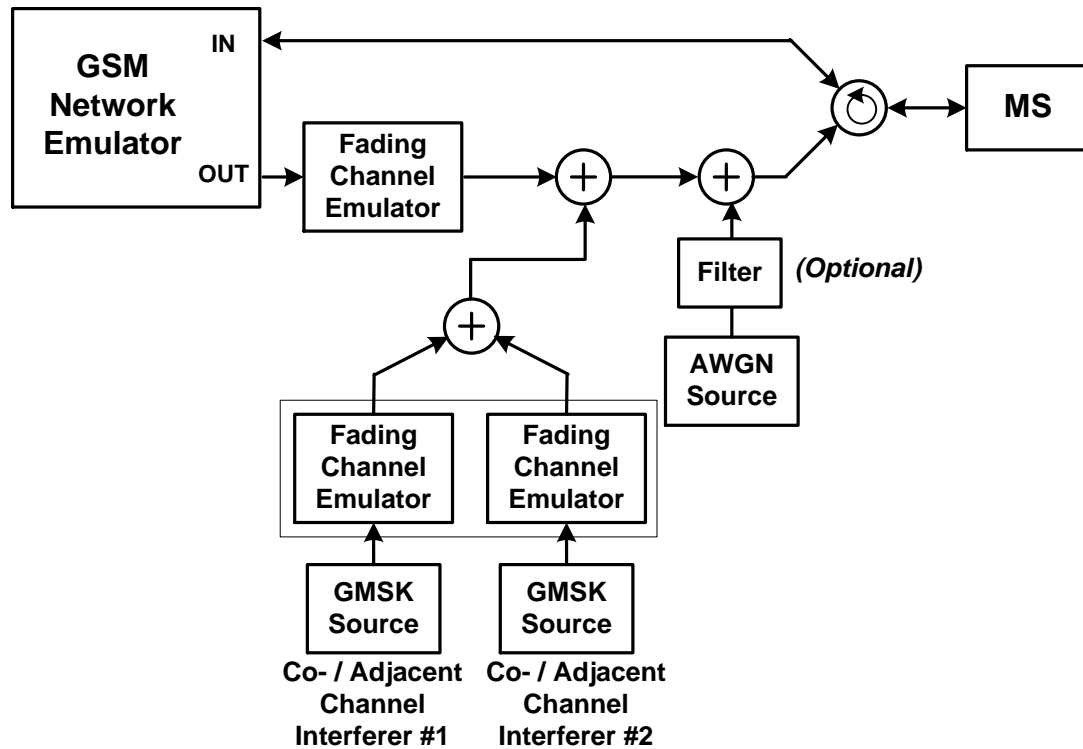 IN
GSM
Network
Emulator
OUT
MS
Fading
Channel
Emulator
+
+
Filter
(Optional)
+
AWGN
Source
Fading
Channel
Emulator
Fading
Channel
Emulator
GMSK
Source
GMSK
Source
Co- / Adjacent
Channel
Interferer #1
Co- / Adjacent
Channel
Interferer #2